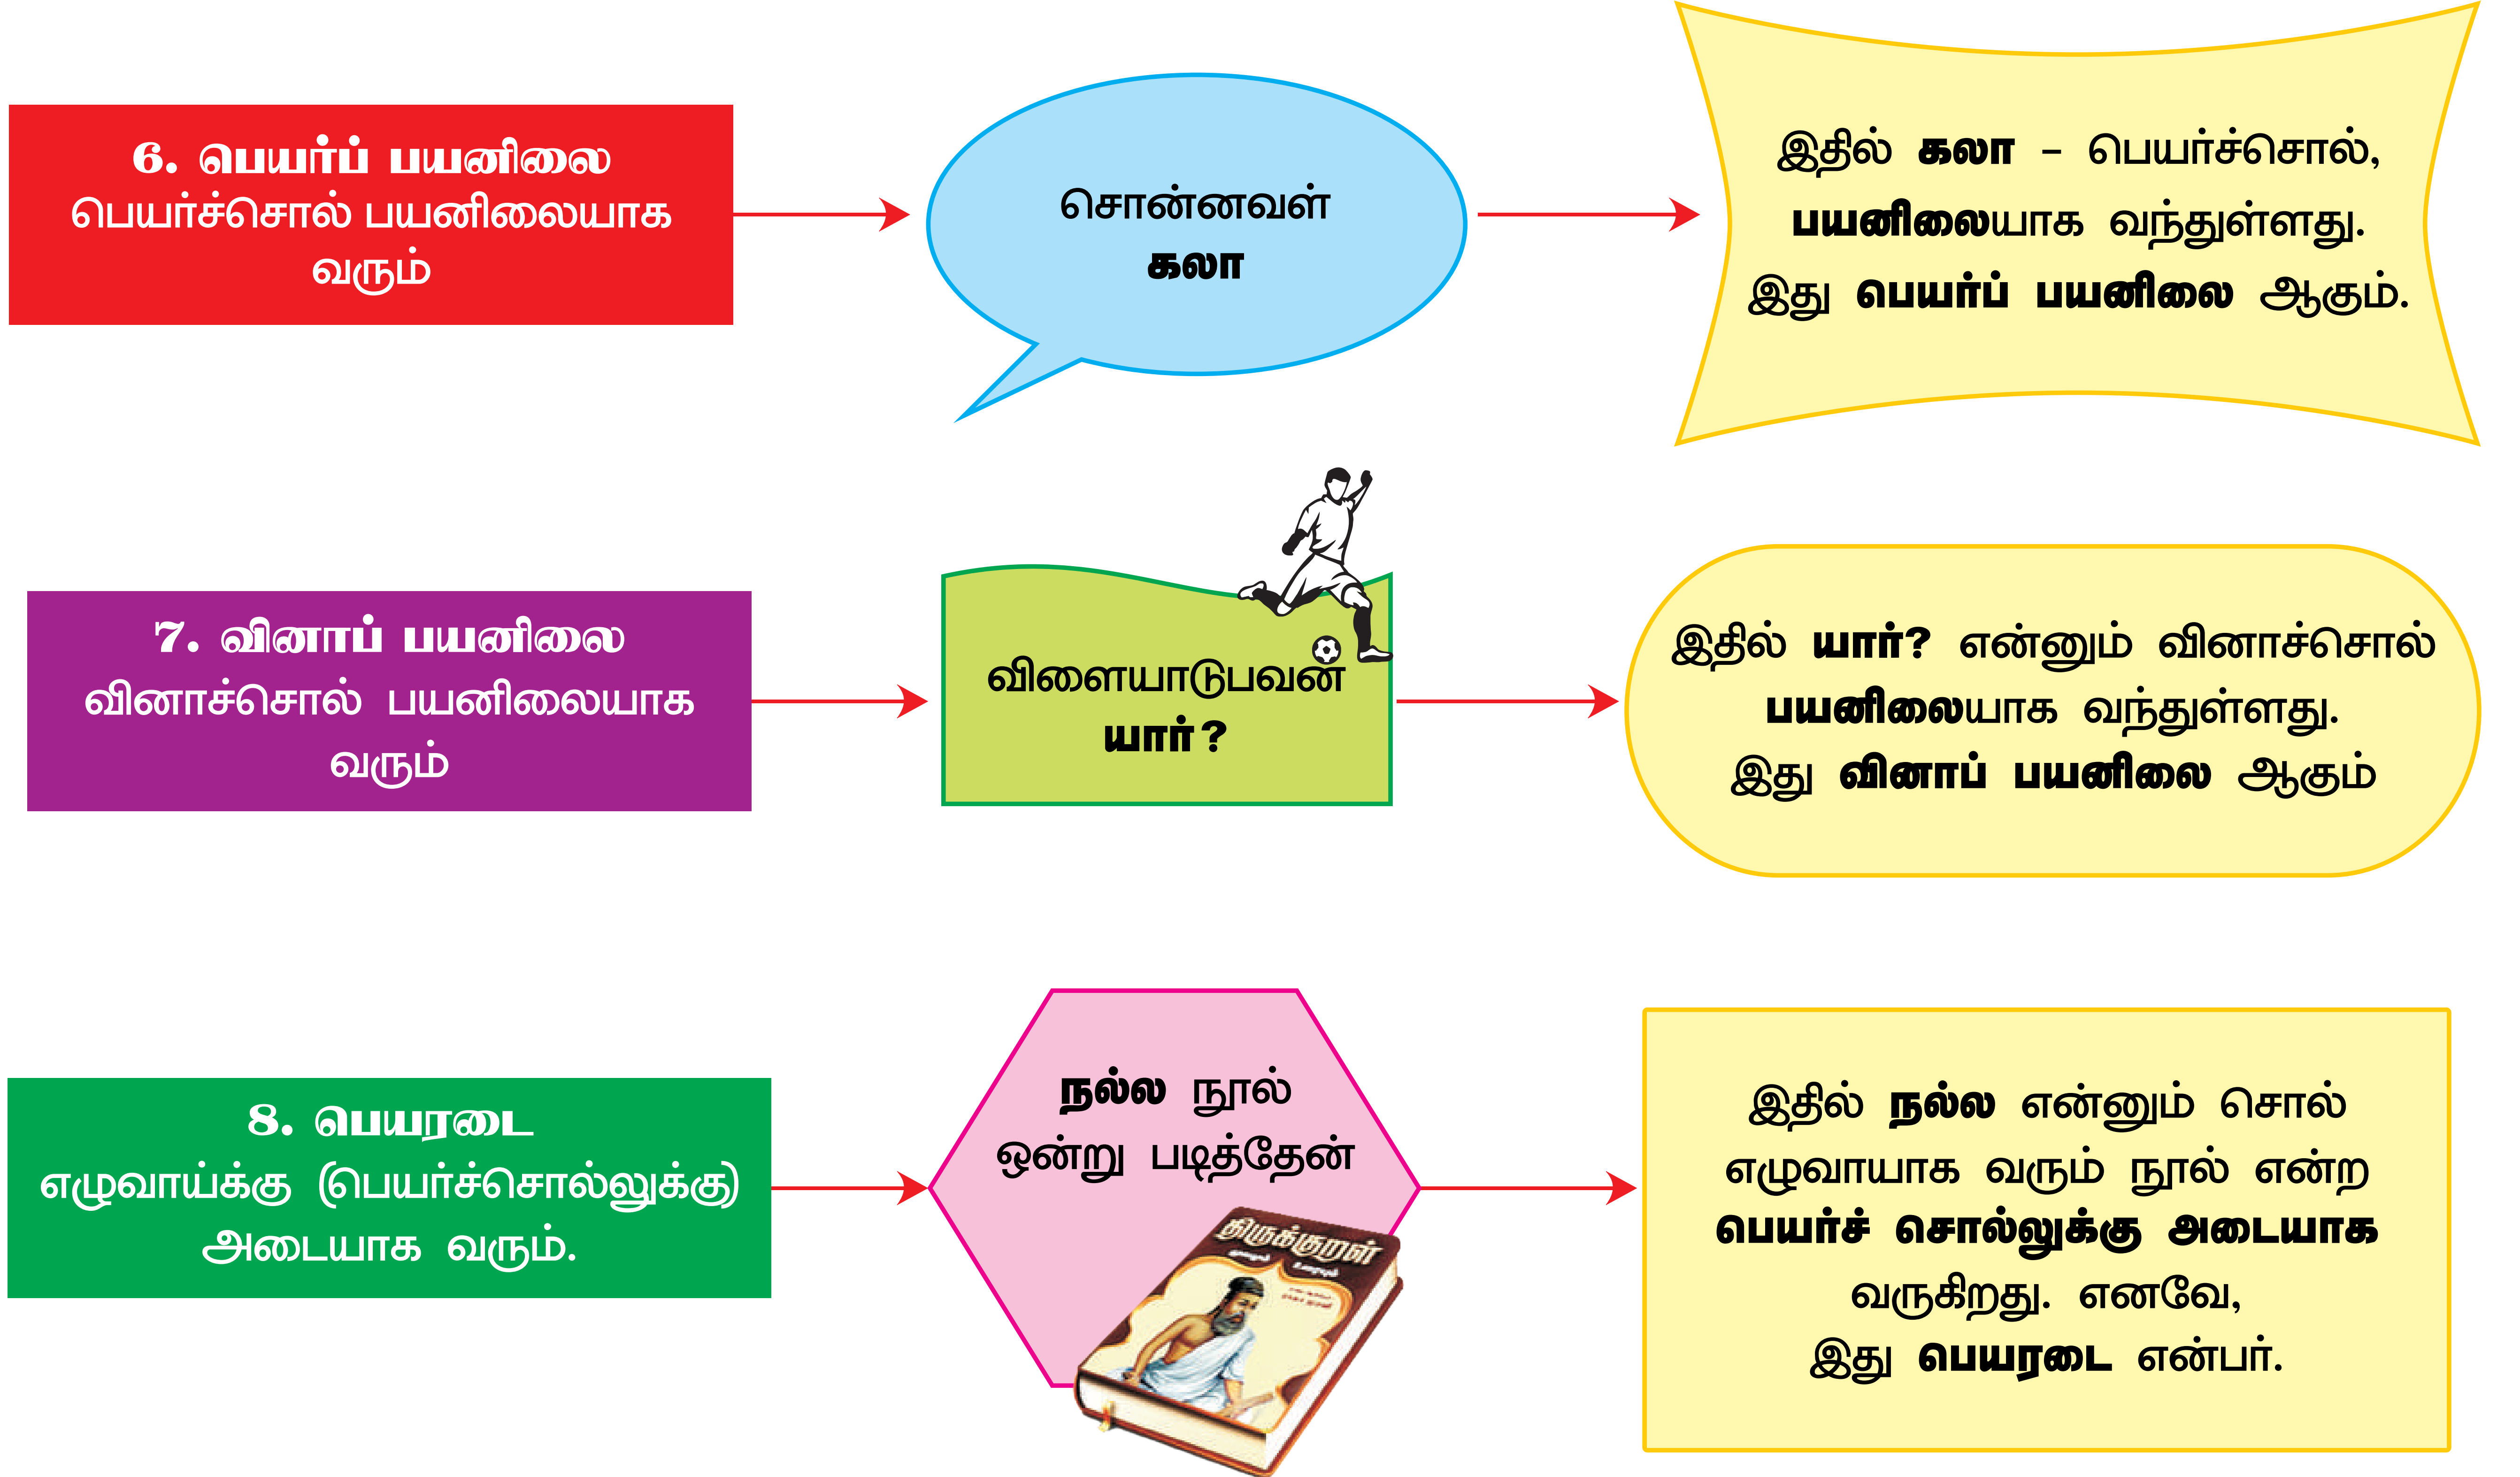 6. பெயர்ப் பயனிலை
பெயர்ச்சொல் பயனிலையாக
வரும்
சொன்னவள்
கலா
இதில் கலா – பெயர்ச்சொல்,
பயனிலையாக வந்துள்ளது.
இது பெயர்ப் பயனிலை ஆகும்.
7. வினாப் பயனிலை
வினாச்சொல் பயனிலையாக
வரும்
விளையாடுபவன்
யார்?
இதில் யார்? என்னும் வினாச்சொல்
பயனிலையாக வந்துள்ளது.
இது வினாப் பயனிலை ஆகும்
8. பெயரடை
எழுவாய்க்கு (பெயர்ச்சொல்லுக்கு)
அடையாக வரும்.
நல்ல நூல்
ஒன்று படித்தேன்
திருக்குறள்
இதில் நல்ல என்னும் சொல்
எழுவாயாக வரும் நூல் என்ற
பெயர்ச் சொல்லுக்கு அடையாக
வருகிறது. எனவே,
இது பெயரடை என்பர்.